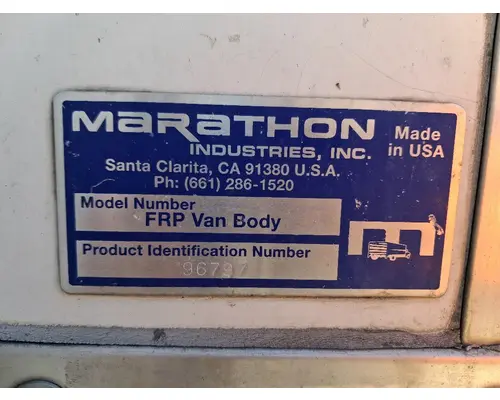 MaRaTHON
INDUSTRIES, INC.
Made
in USA
Santa Clarita, CA 91380 U.S.A.
Ph: (661) 286-1520
Model Number
FRP Van Body
Product Identification Number
96797
m